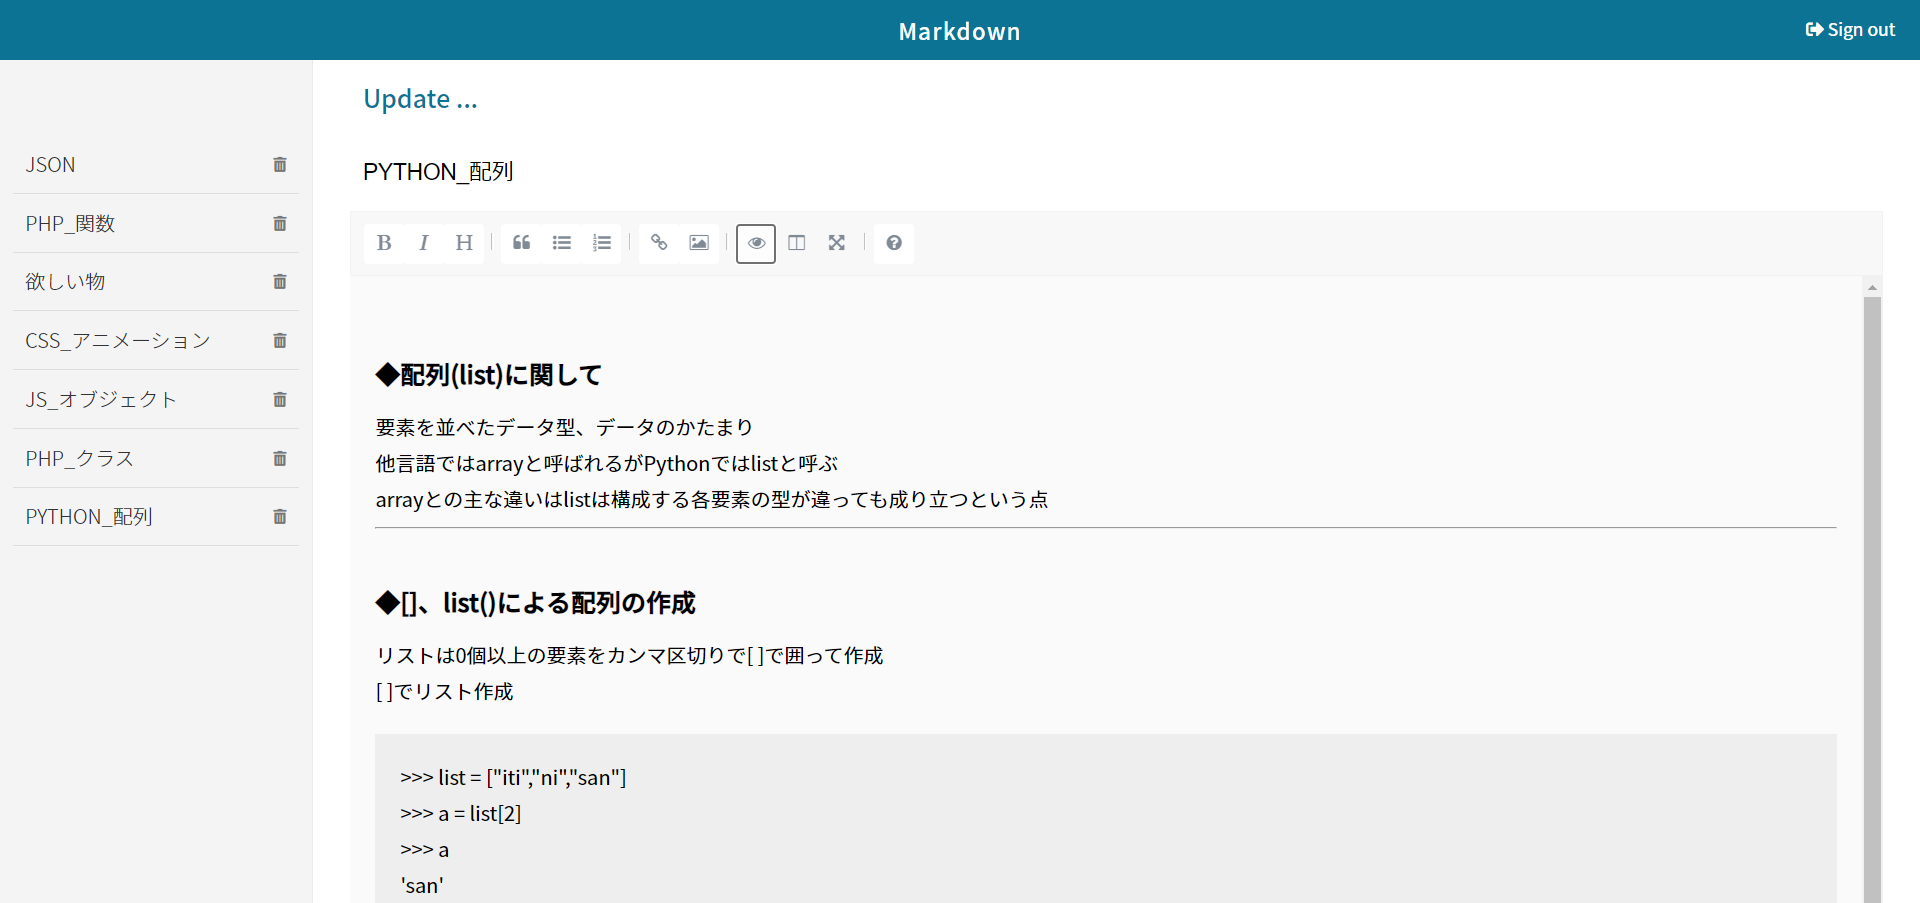 Markdown
Sign out
JSON
PHP_関数
欲しい物
CSS_アニメーション
JS_オブジェクト
PHP_クラス
PYTHON_配列
Update ...
PYTHON_配列
B I H
◆配列(list)に関して
要素を並べたデータ型、データのかたまり
他言語ではarrayと呼ばれるがPythonではlistと呼ぶ
arrayとの主な違いはlistは構成する各要素の型が違っても成り立つという点
◆[]、list()による配列の作成
リストは0個以上の要素をカンマ区切りで[ ]で囲って作成
[ ]でリスト作成
>>> list = ["iti","ni","san"]
>>> a = list[2]
>>> a
'san'